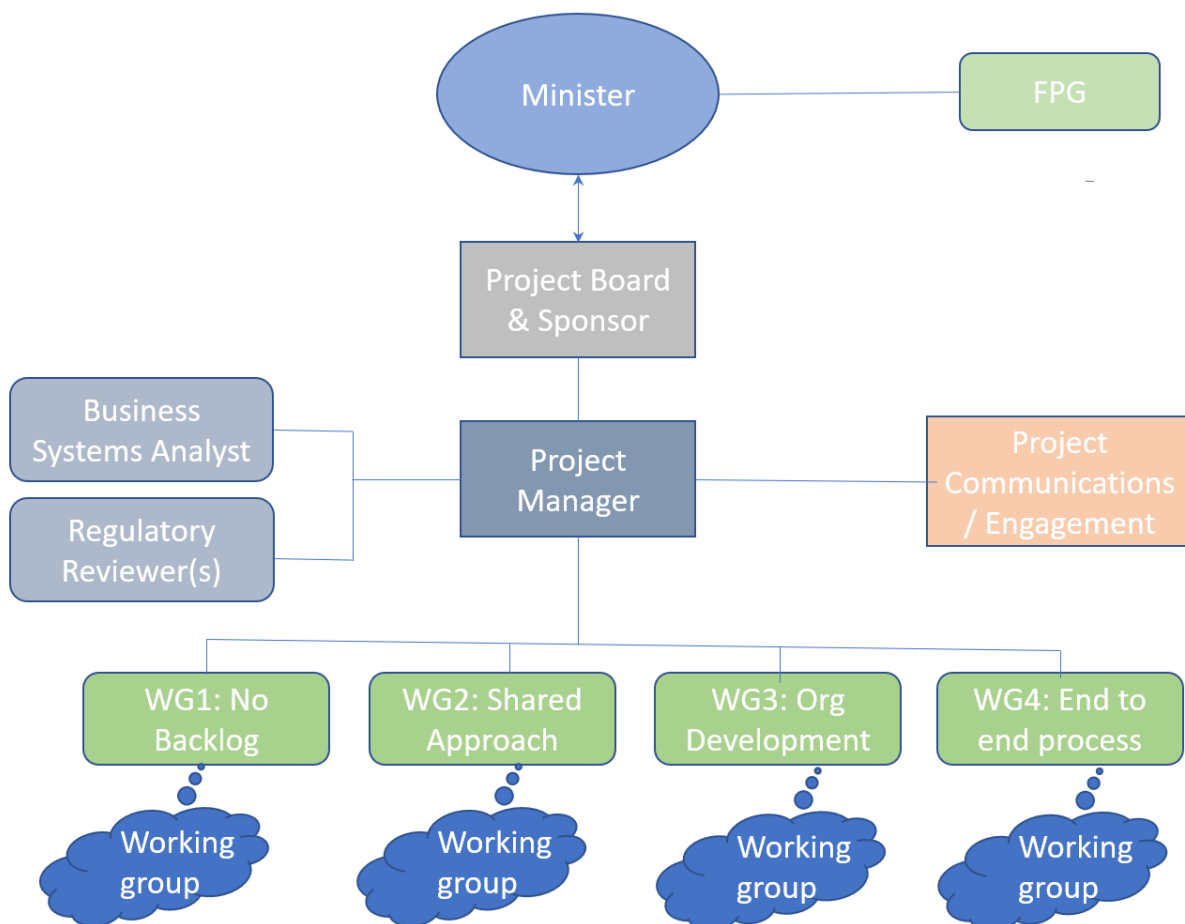 Minister
FPG
Project Board
& Sponsor
Business
Systems Analyst
Project
Manager
Project
Communications
/ Engagement
Regulatory
Reviewer(s)
WG1: No
Backlog
WG2: Shared
Approach
WG3: Org
Development
WG4: End to
end process
Working
group
Working
group
Working
group
Working
group